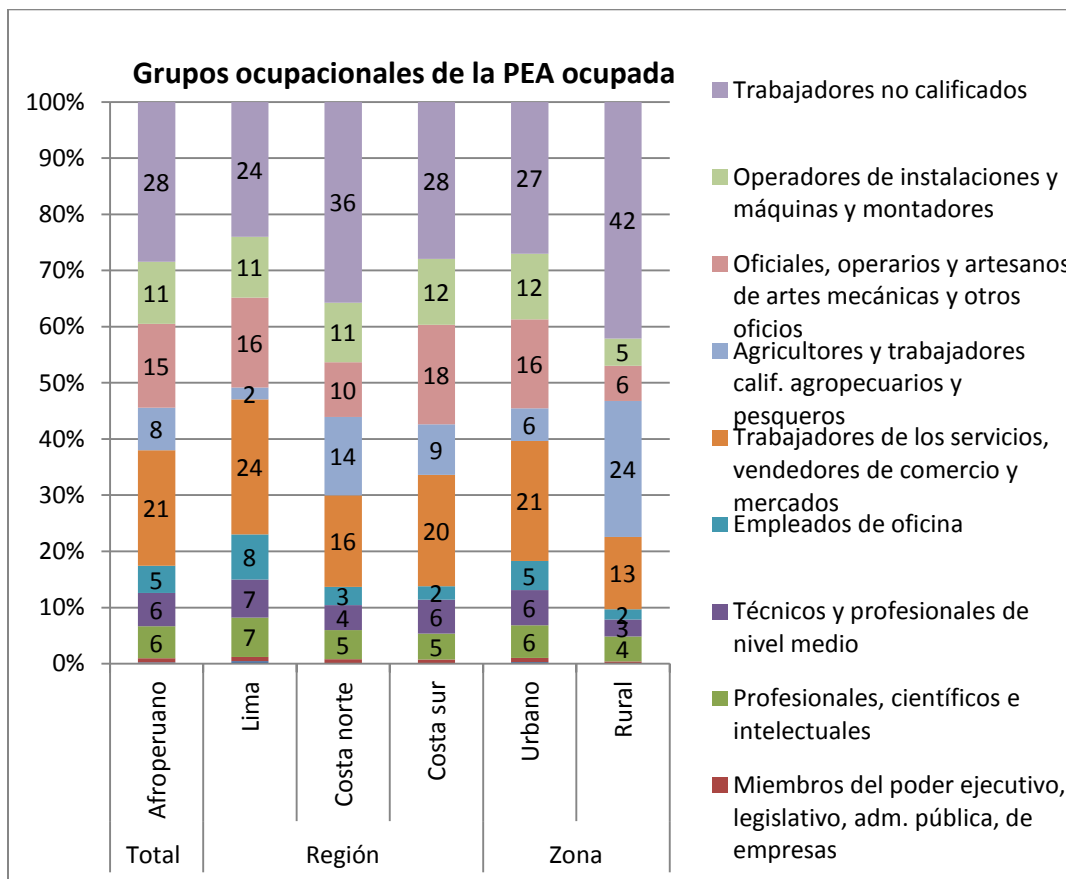 Grupos ocupacionales de la PEA ocupada
100%
90%
80%
70%
60%
50%
40%
30%
20%
10%
0%
28
11
15
8
21
5
6
6
24
11
16
2
24
8
7
7
36
11
10
14
16
3
4
5
28
12
18
9
20
2
6
5
27
12
16
6
21
5
6
6
42
5
6
24
13
2
3
4
Afroperuano
Lima
Costa norte
Costa sur
Urbano
Rural
Total
Región
Zona
Trabajadores no calificados
Operadores de instalaciones y
máquinas y montadores
Oficiales, operarios y artesanos
de artes mecánicas y otros
oficios
Agricultores y trabajadores
calif. agropecuarios y
pesqueros
Trabajadores de los servicios,
vendedores de comercio y
mercados
Empleados de oficina
Técnicos y profesionales de
nivel medio
Profesionales, científicos e
intelectuales
Miembros del poder ejecutivo,
legislativo, adm. pública, de
empresas